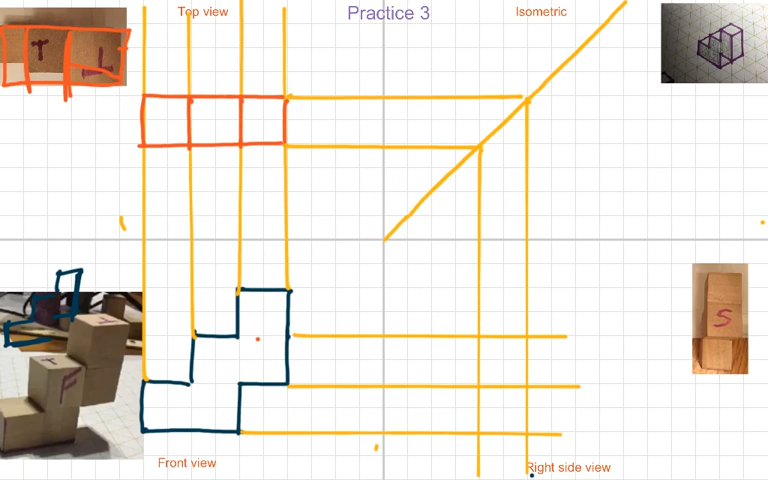 Top view
Practice 3
Isometric
T
T
S
T
T
F
Front view
Right side view